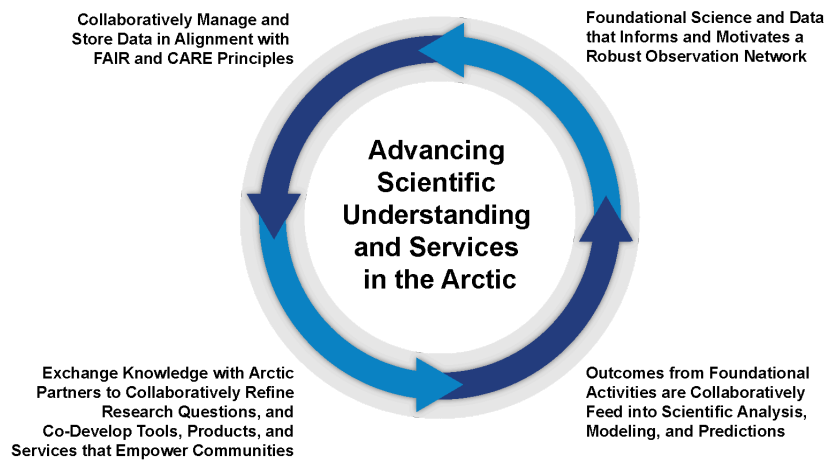 Collaboratively Manage and
Store Data in Alignment with
FAIR and CARE Principles
Foundational Science and Data
that Informs and Motivates a
Robust Observation Network
Advancing
Scientific
Understanding
and Services
in the Arctic
Exchange Knowledge with Arctic
Partners to Collaboratively Refine
Research Questions, and
Co-Develop Tools, Products, and
Services that Empower Communities
Outcomes from Foundational
Activities are Collaboratively
Feed into Scientific Analysis,
Modeling, and Predictions